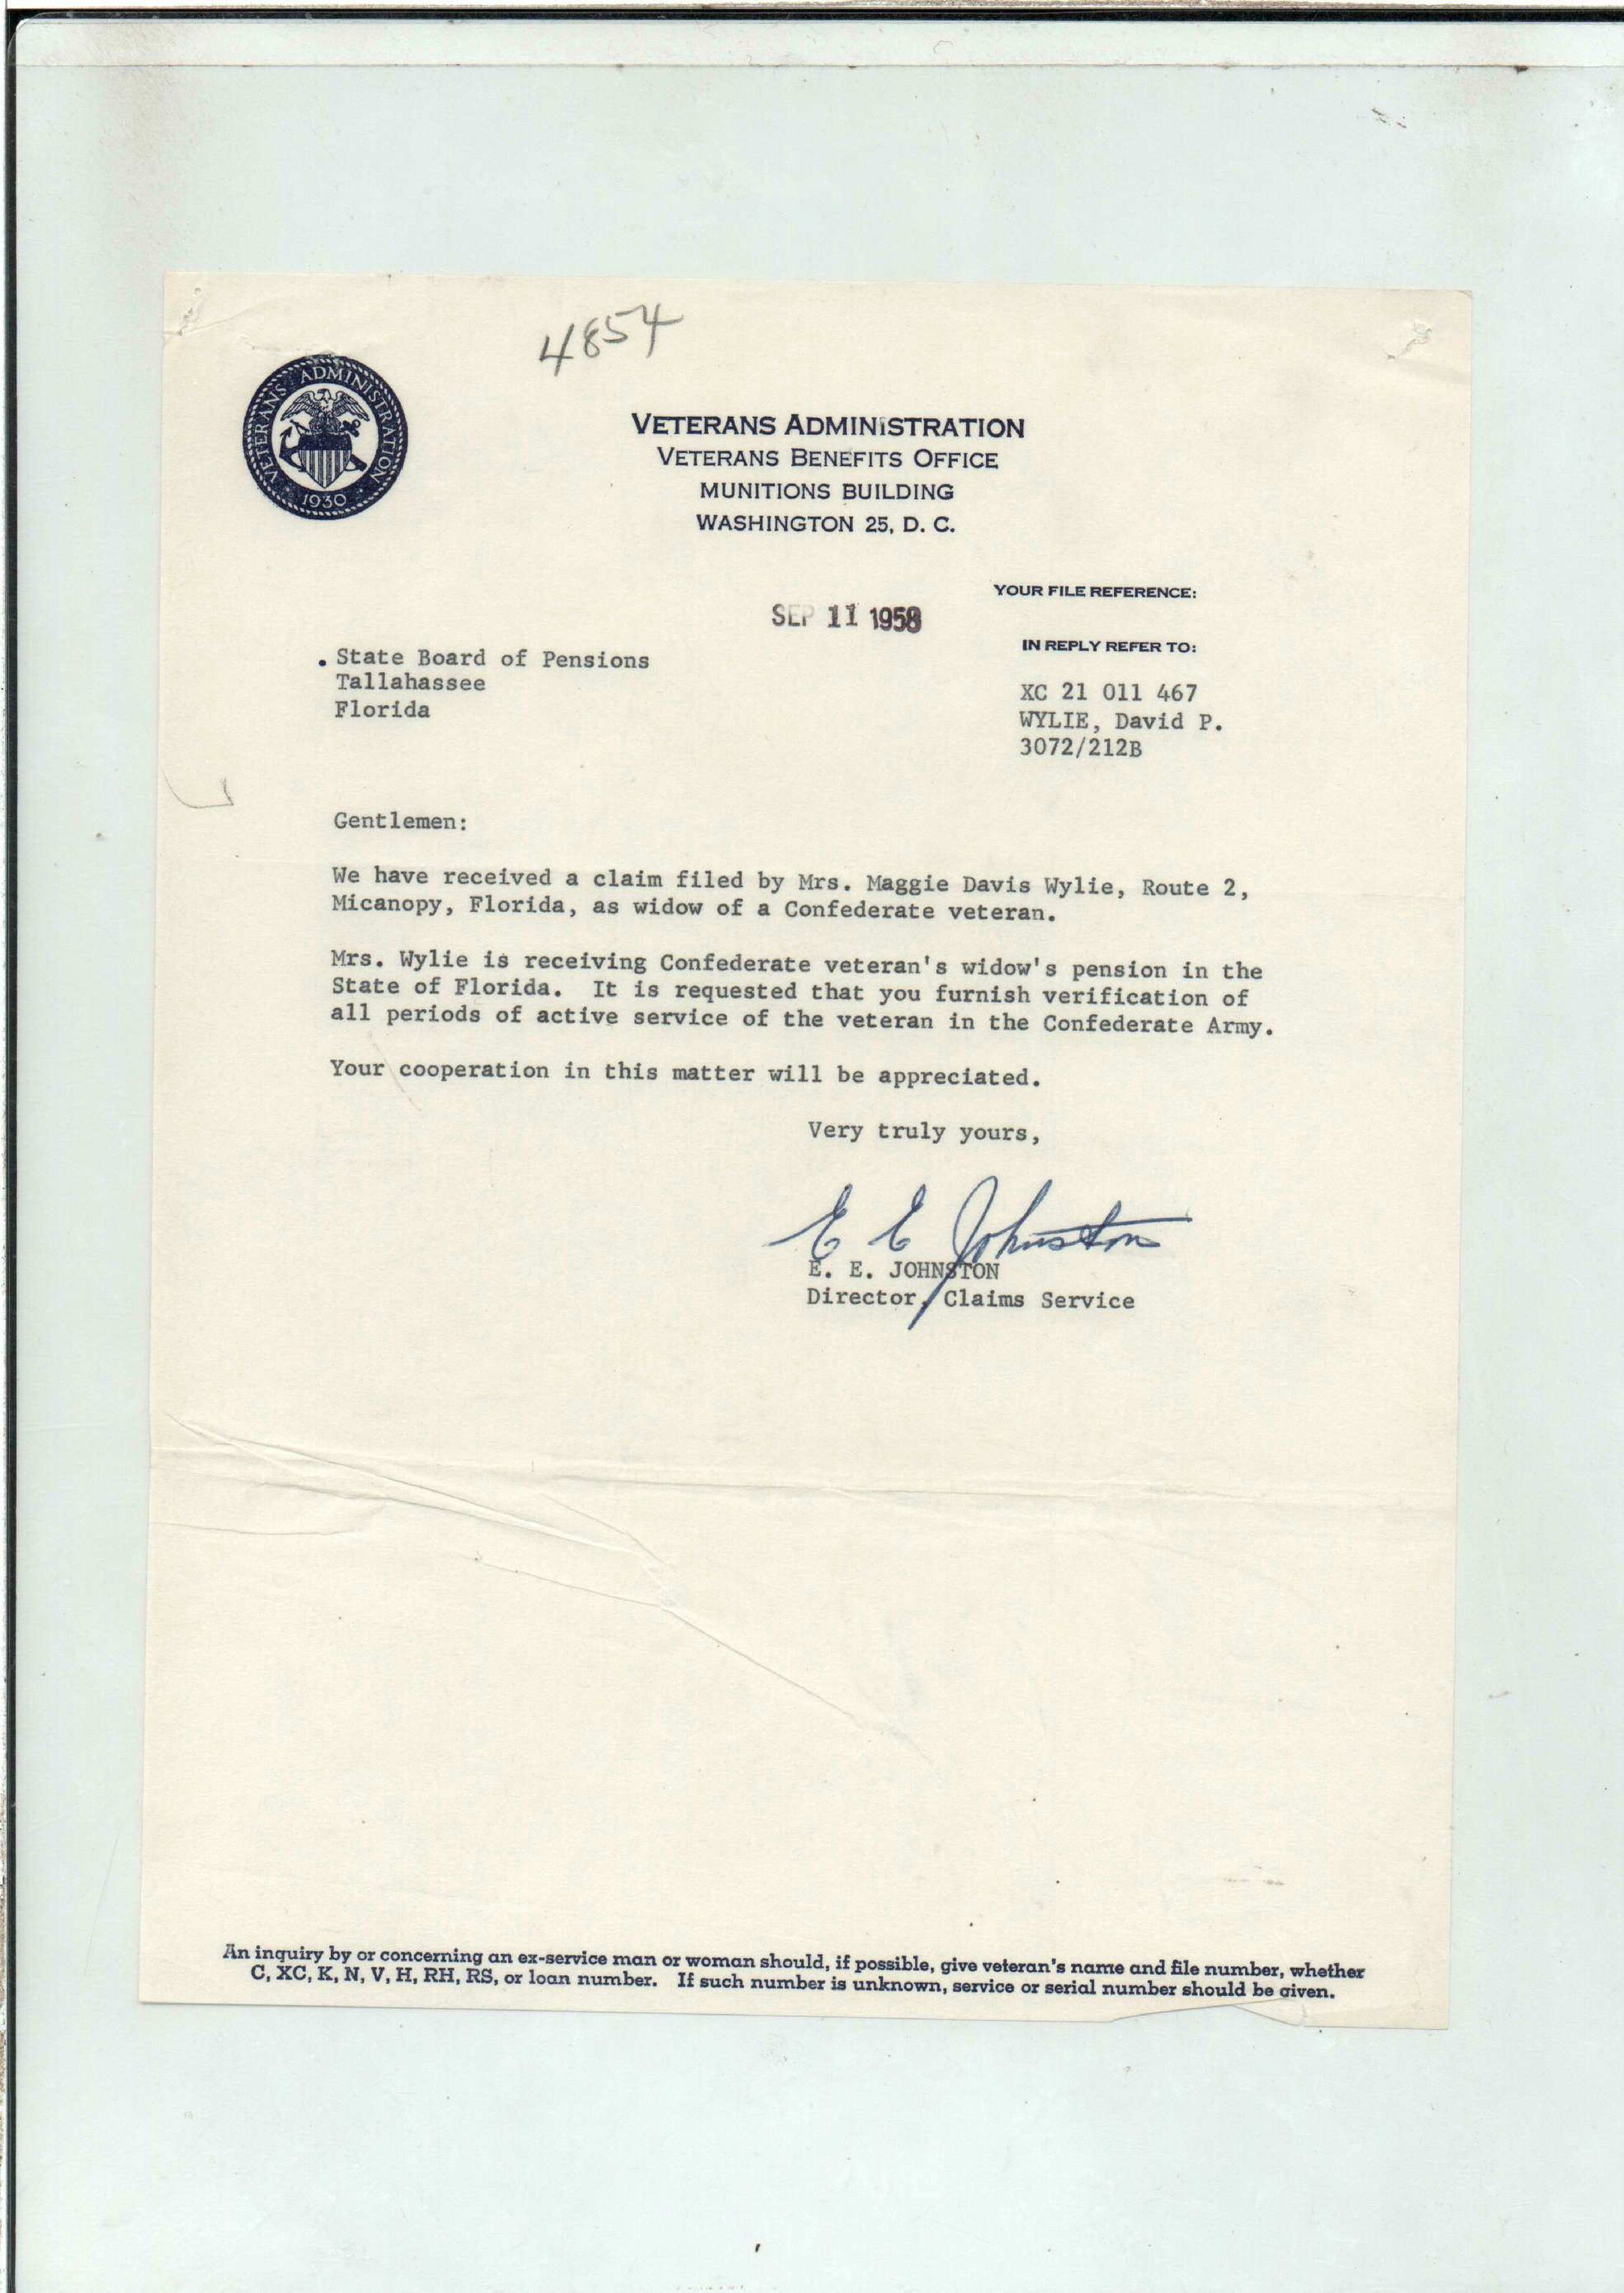 4854
VETERANS ADMINISTRATION
1930
VETERANS ADMINISTRATION
VETERANS BENEFITS OFFICE
MUNITIONS BUILDING
WASHINGTON 25, D. C.
YOUR FILE REFERENCE:
SEP 11 1958
IN REPLY REFER TO:
State Board of Pensions
Tallahassee
Florida
XC 21 011 467
WYLIE, David P.
3072/212B
Gentlemen:
We have received a claim filed by Mrs. Maggie Davis Wylie, Route 2,
Micanopy, Florida, as widow of a Confederate veteran.
Mrs. Wylie is receiving Confederate veteran's widow's pension in the
State of Florida. It is requested that you furnish verification of
all periods of active service of the veteran in the Confederate Army.
Your cooperation in this matter will be appreciated.
Very truly yours,
E E Johnston
E. E. JOHNSTON
Director, Claims Service
An inquiry by or concerning an ex-service man or woman should, if possible, give veteran's name and file number, whether
C, XC, K, N, V, H, RH, RS, or loan number. If such number is unknown, service or serial number should be given.